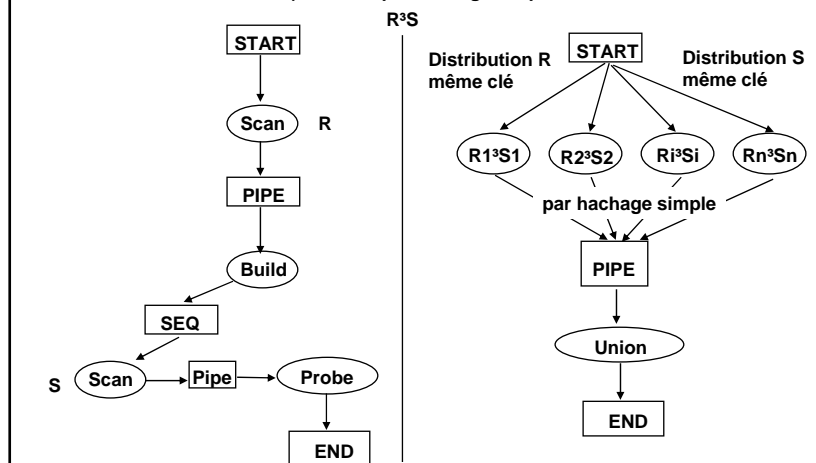 R³S
START
Scan R
PIPE
Build
SEQ
S Scan Pipe Probe
END
Distribution R
même clé
START
Distribution S
même clé
R1³S1 R2³S2 Ri³Si Rn³Sn
par hachage simple
PIPE
Union
END